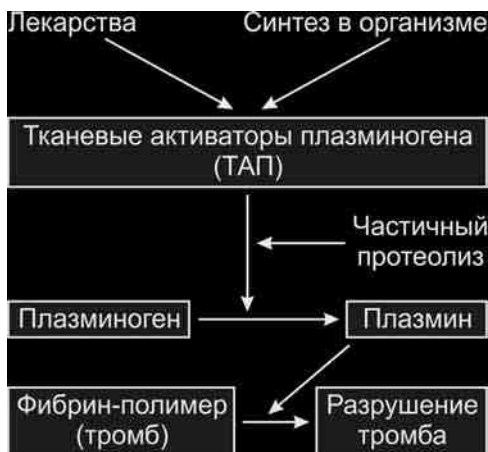 Лекарства
Синтез в организме
Тканевые активаторы плазминогена
(ТАП)
Частичный
протеолиз
Плазминоген
Плазмин
Фибрин-полимер
(тромб)
Разрушение
тромба